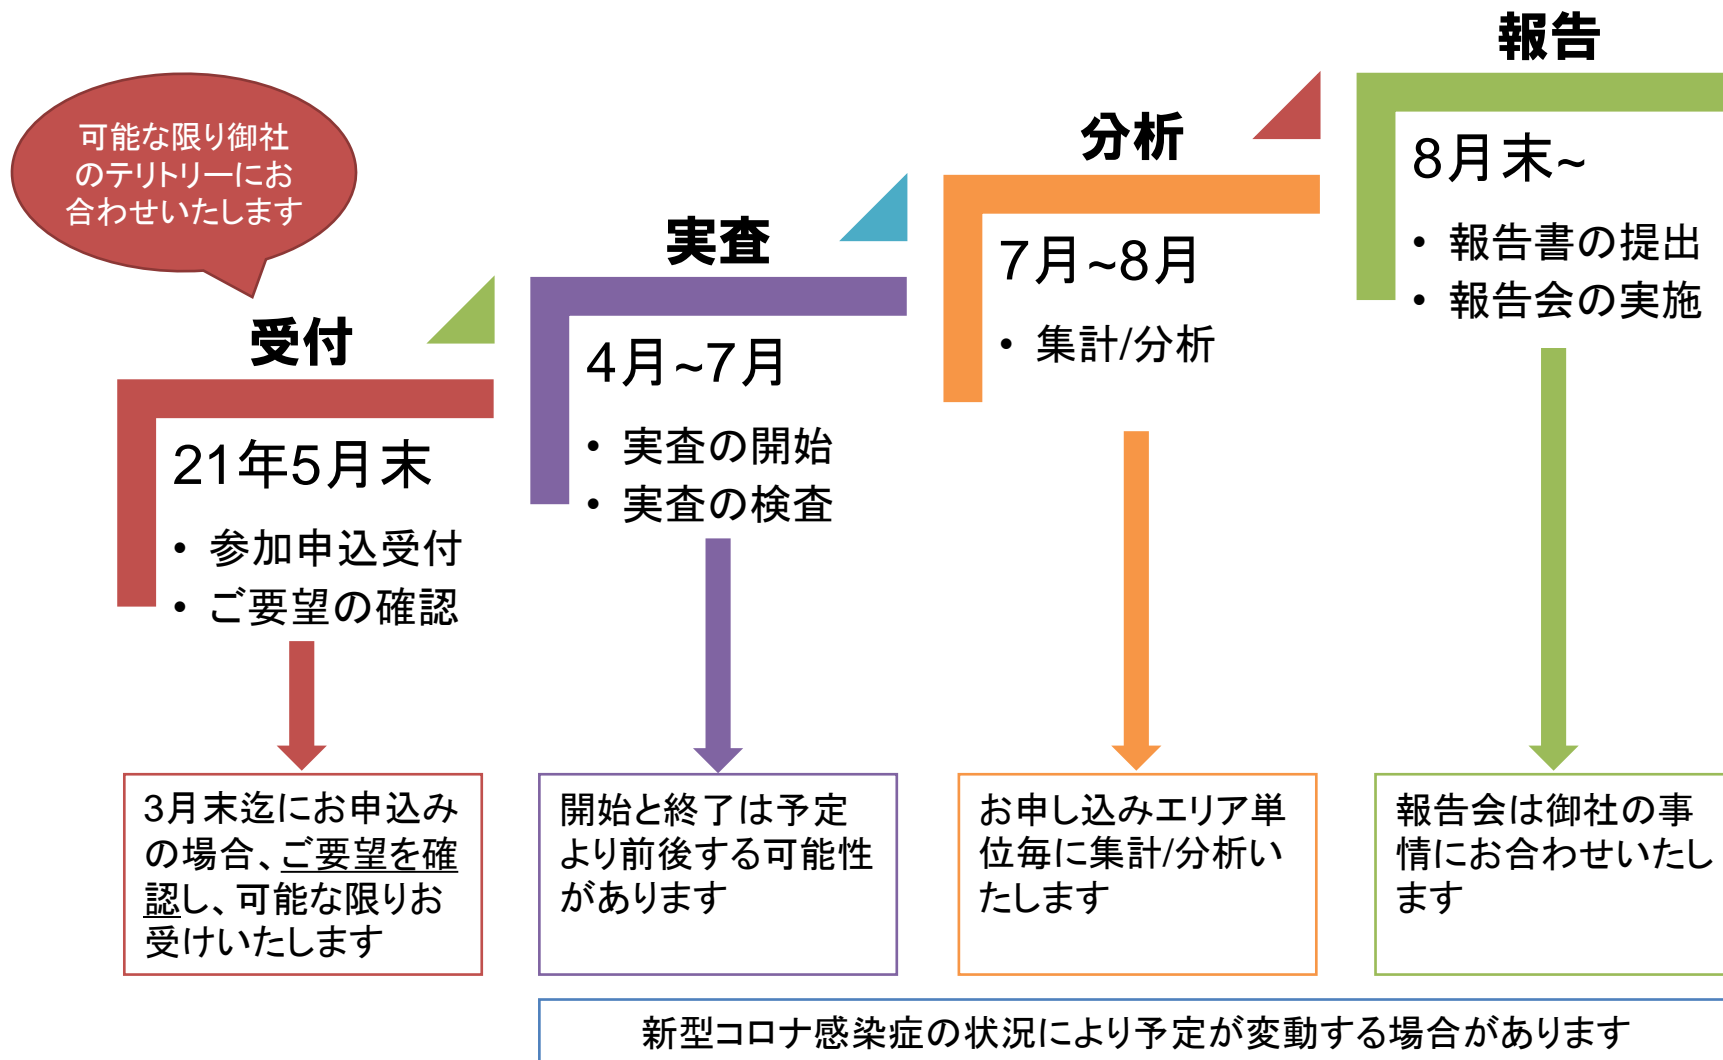 可能な限り御社
のテリトリーにお
合わせいたします
受付
21年5月末
• 参加申込受付
• ご要望の確認
3月末迄にお申込み
の場合、ご要望を確
認し、可能な限りお
受けいたします
実査
4月~7月
• 実査の開始
• 実査の検査
開始と終了は予定
より前後する可能性
があります
分析
7月~8月
• 集計/分析
お申し込みエリア単
位毎に集計/分析い
たします
報告
8月末~
• 報告書の提出
• 報告会の実施
報告会は御社の事
情にお合わせいたし
ます
新型コロナ感染症の状況により予定が変動する場合があります